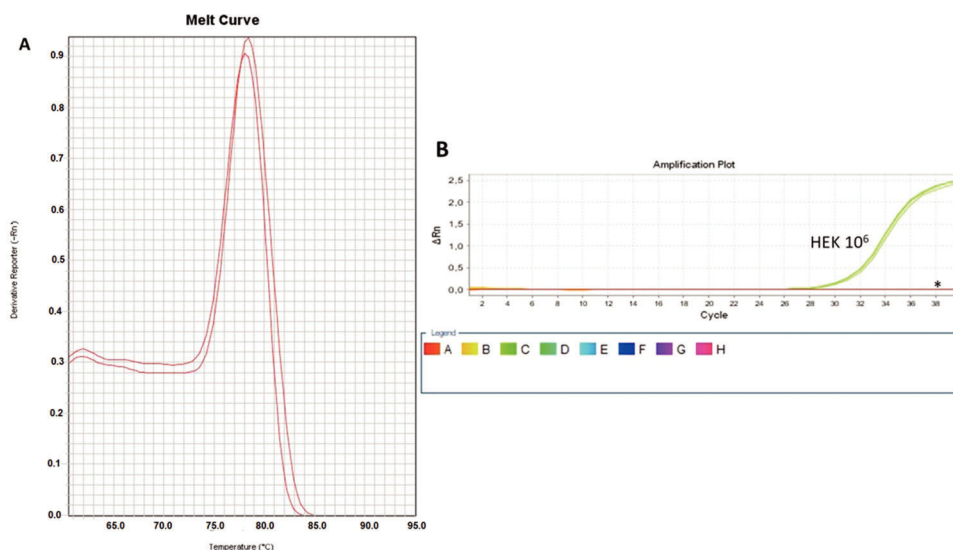 Melt Curve
A
0.9
0.8
0.7
0.6
0.5
0.4
0.3
0.2
0.1
0.0
Derivative Reporter (-Rn)
65.0 70.0 75.0 80.0 85.0 90.0 95.0
Temperature (°C)
B
Amplification Plot
2,5
2,0
1,5
1,0
0,5
0,0
ΔRn
HEK 10⁶
*
2 4 6 8 10 12 14 16 18 20 22 24 26 28 30 32 34 36 38
Cycle
Legend
A B C D E F G H